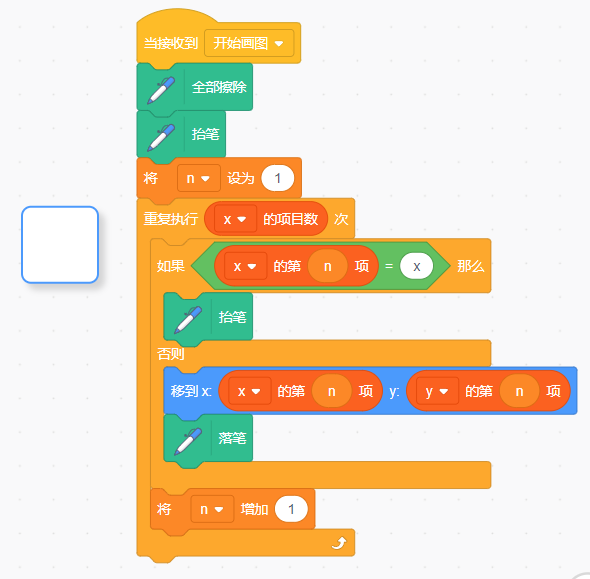 当接收到 开始画图
全部擦除
抬笔
将 n 设为 1
重复执行 x 的项目数 次
如果 x 的第 n 项 = x 那么
抬笔
否则
移到 x: x 的第 n 项 y: y 的第 n 项
落笔
将 n 增加 1